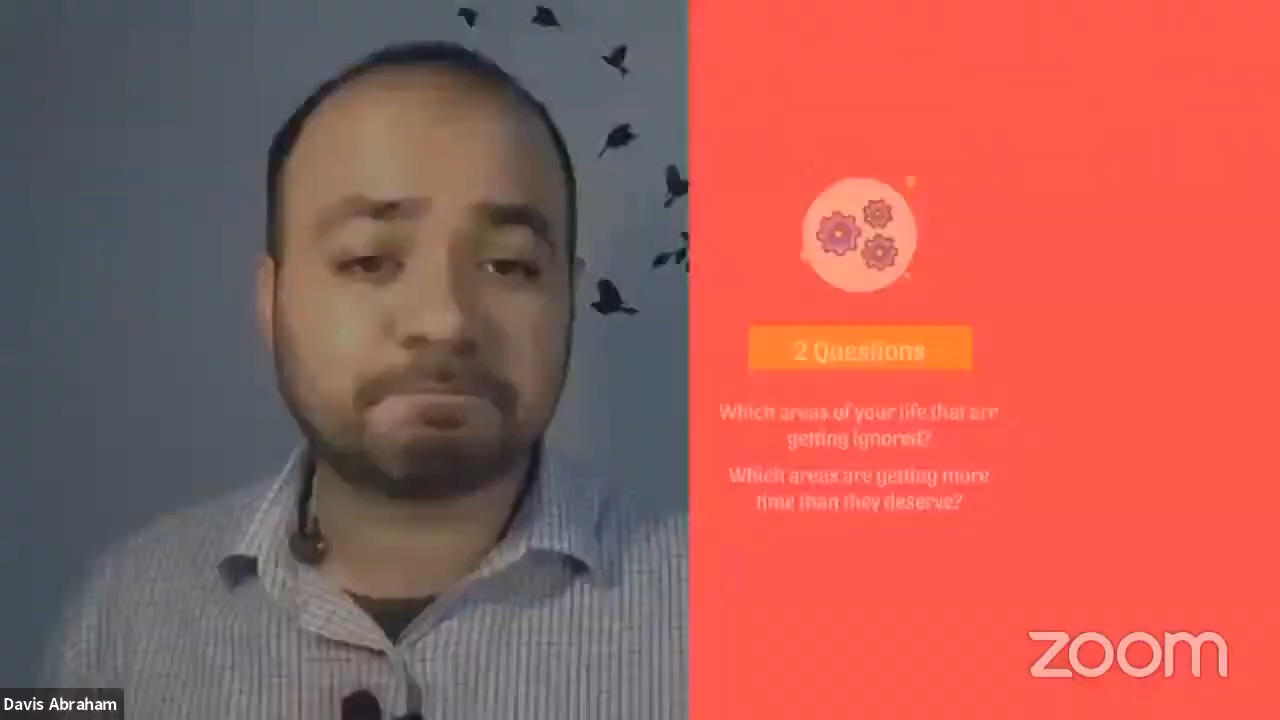 2 Questions
Which areas of your life that are
getting ignored?
Which areas are getting more
time than they deserve?
zoom
Davis Abraham